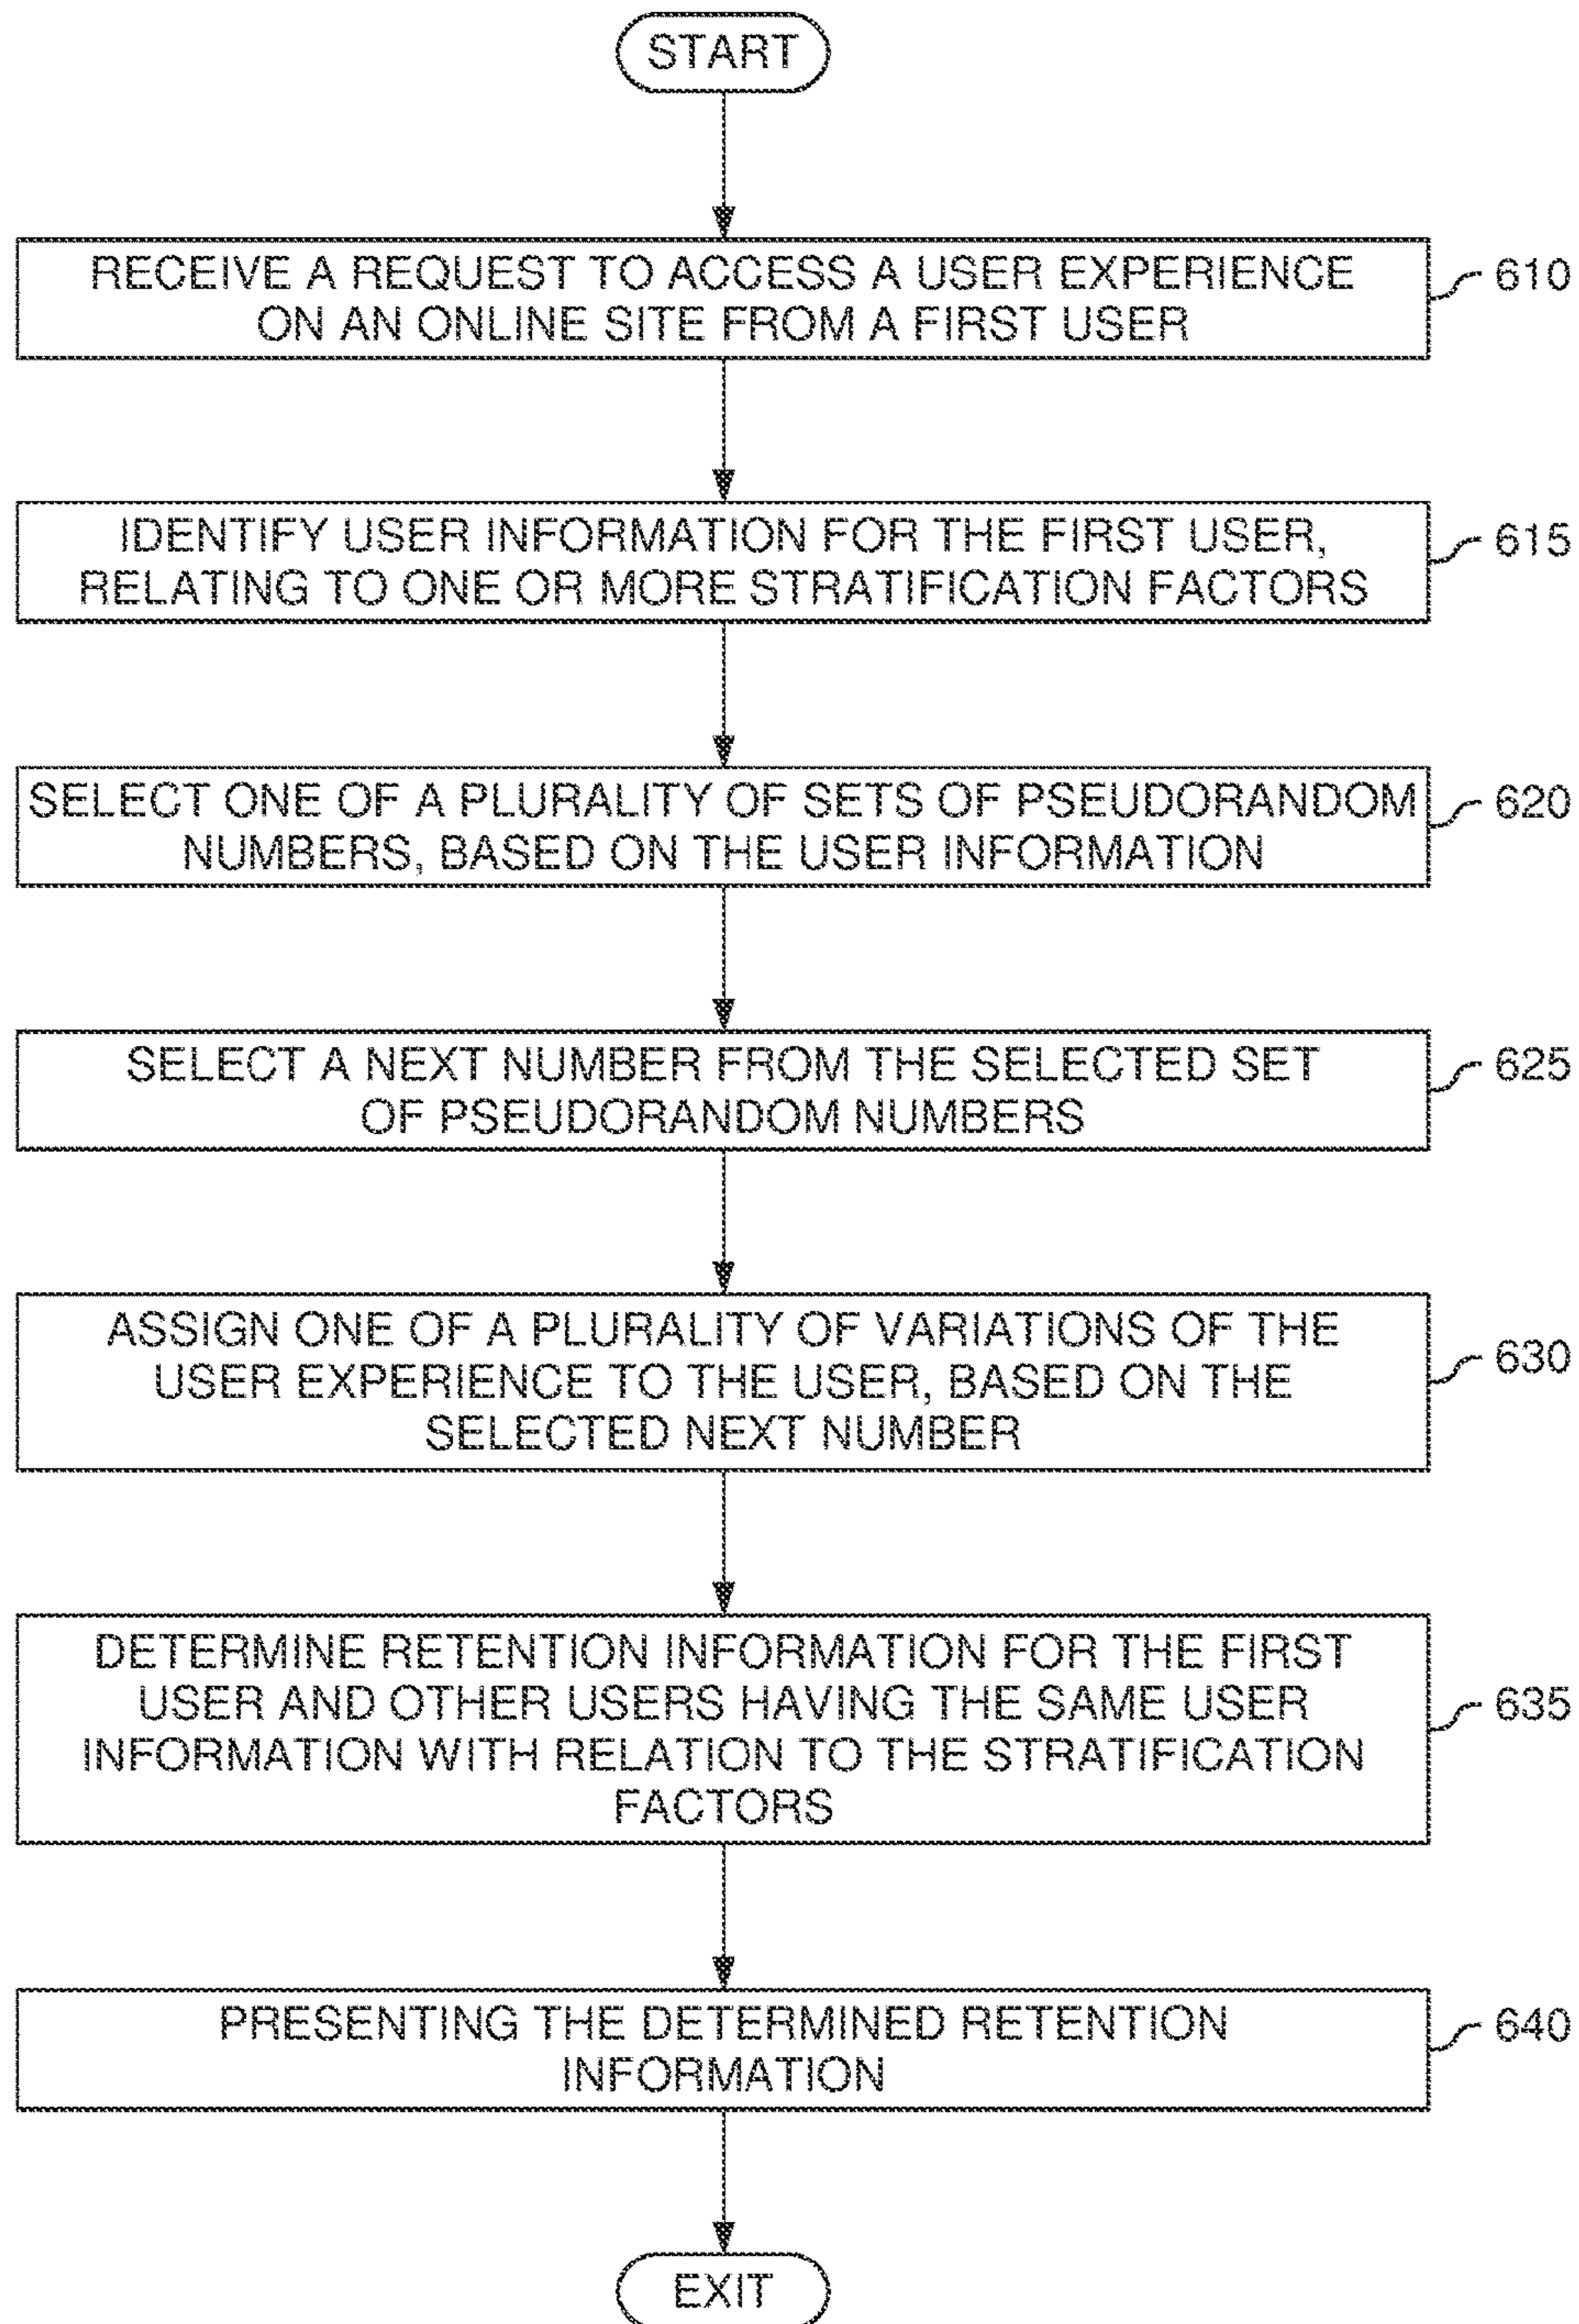 START
RECEIVE A REQUEST TO ACCESS A USER EXPERIENCE
ON AN ONLINE SITE FROM A FIRST USER
610
IDENTIFY USER INFORMATION FOR THE FIRST USER,
RELATING TO ONE OR MORE STRATIFICATION FACTORS
615
SELECT ONE OF A PLURALITY OF SETS OF PSEUDORANDOM
NUMBERS, BASED ON THE USER INFORMATION
620
SELECT A NEXT NUMBER FROM THE SELECTED SET
OF PSEUDORANDOM NUMBERS
625
ASSIGN ONE OF A PLURALITY OF VARIATIONS OF THE
USER EXPERIENCE TO THE USER, BASED ON THE
SELECTED NEXT NUMBER
630
DETERMINE RETENTION INFORMATION FOR THE FIRST
USER AND OTHER USERS HAVING THE SAME USER
INFORMATION WITH RELATION TO THE STRATIFICATION
FACTORS
635
PRESENTING THE DETERMINED RETENTION
INFORMATION
640
EXIT